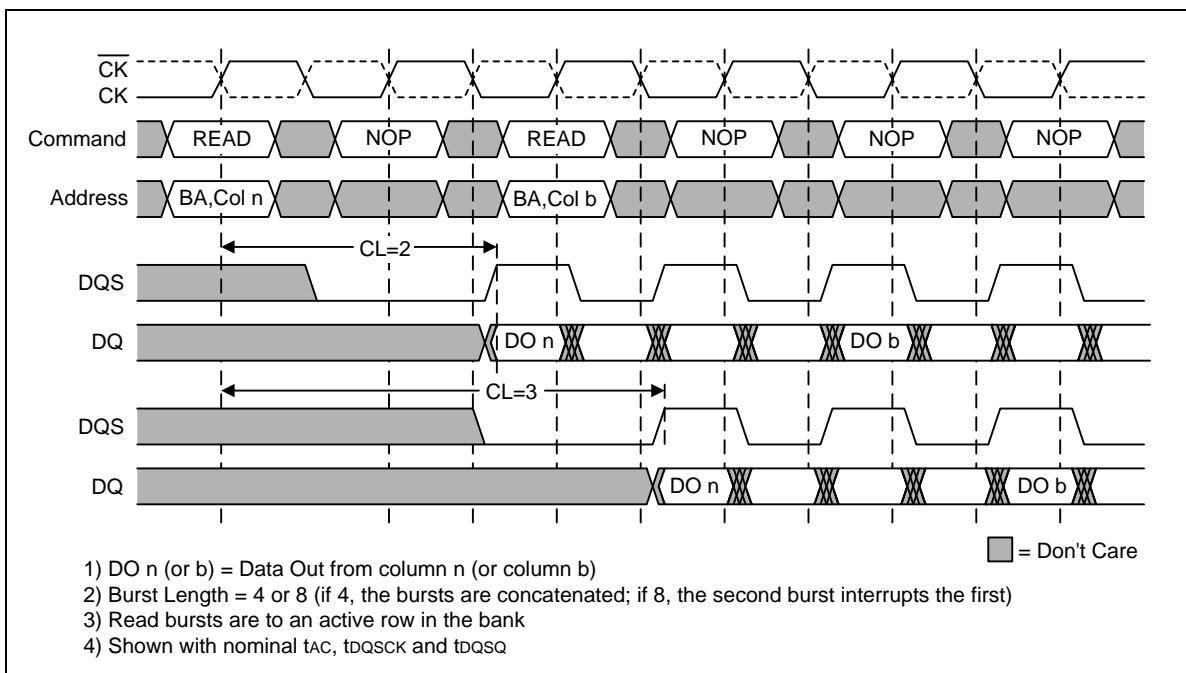 CK
CK
Command READ NOP READ NOP NOP NOP
Address BA,Col n BA,Col b
CL=2
DQS
DQ DO n DO b
CL=3
DQS
DQ DO n DO b
= Don't Care
1) DO n (or b) = Data Out from column n (or column b)
2) Burst Length = 4 or 8 (if 4, the bursts are concatenated; if 8, the second burst interrupts the first)
3) Read bursts are to an active row in the bank
4) Shown with nominal tAC, tDQSCK and tDQSQ